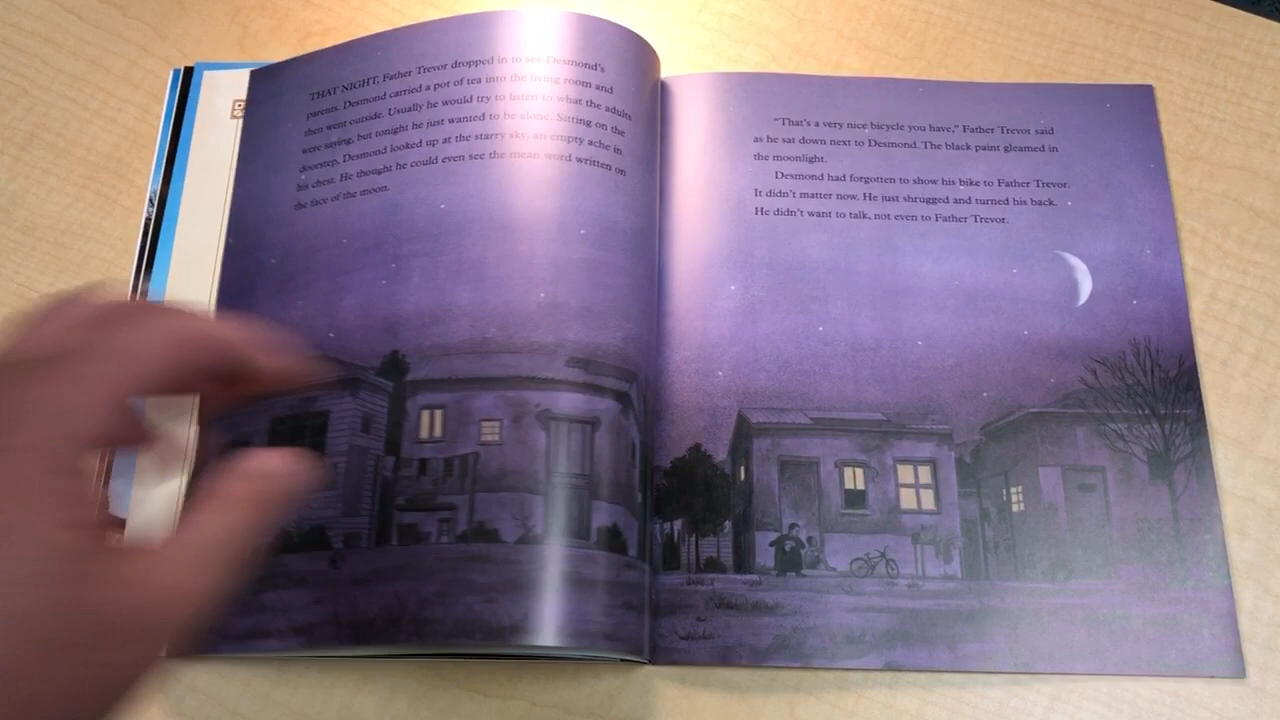 THAT NIGHT, Father Trevor dropped in to see Desmond's
parents. Desmond carried a pot of tea into the living room and
then went outside. Usually he would try to listen to what the adults
were saying, but tonight he just wanted to be alone. Sitting on the
doorstep, Desmond looked up at the starry sky, an empty ache in
his chest. He thought he could even see the mean word written on
the face of the moon.
"That's a very nice bicycle you have," Father Trevor said
as he sat down next to Desmond. The black paint gleamed in
the moonlight.
Desmond had forgotten to show his bike to Father Trevor.
It didn't matter now. He just shrugged and turned his back.
He didn't want to talk, not even to Father Trevor.